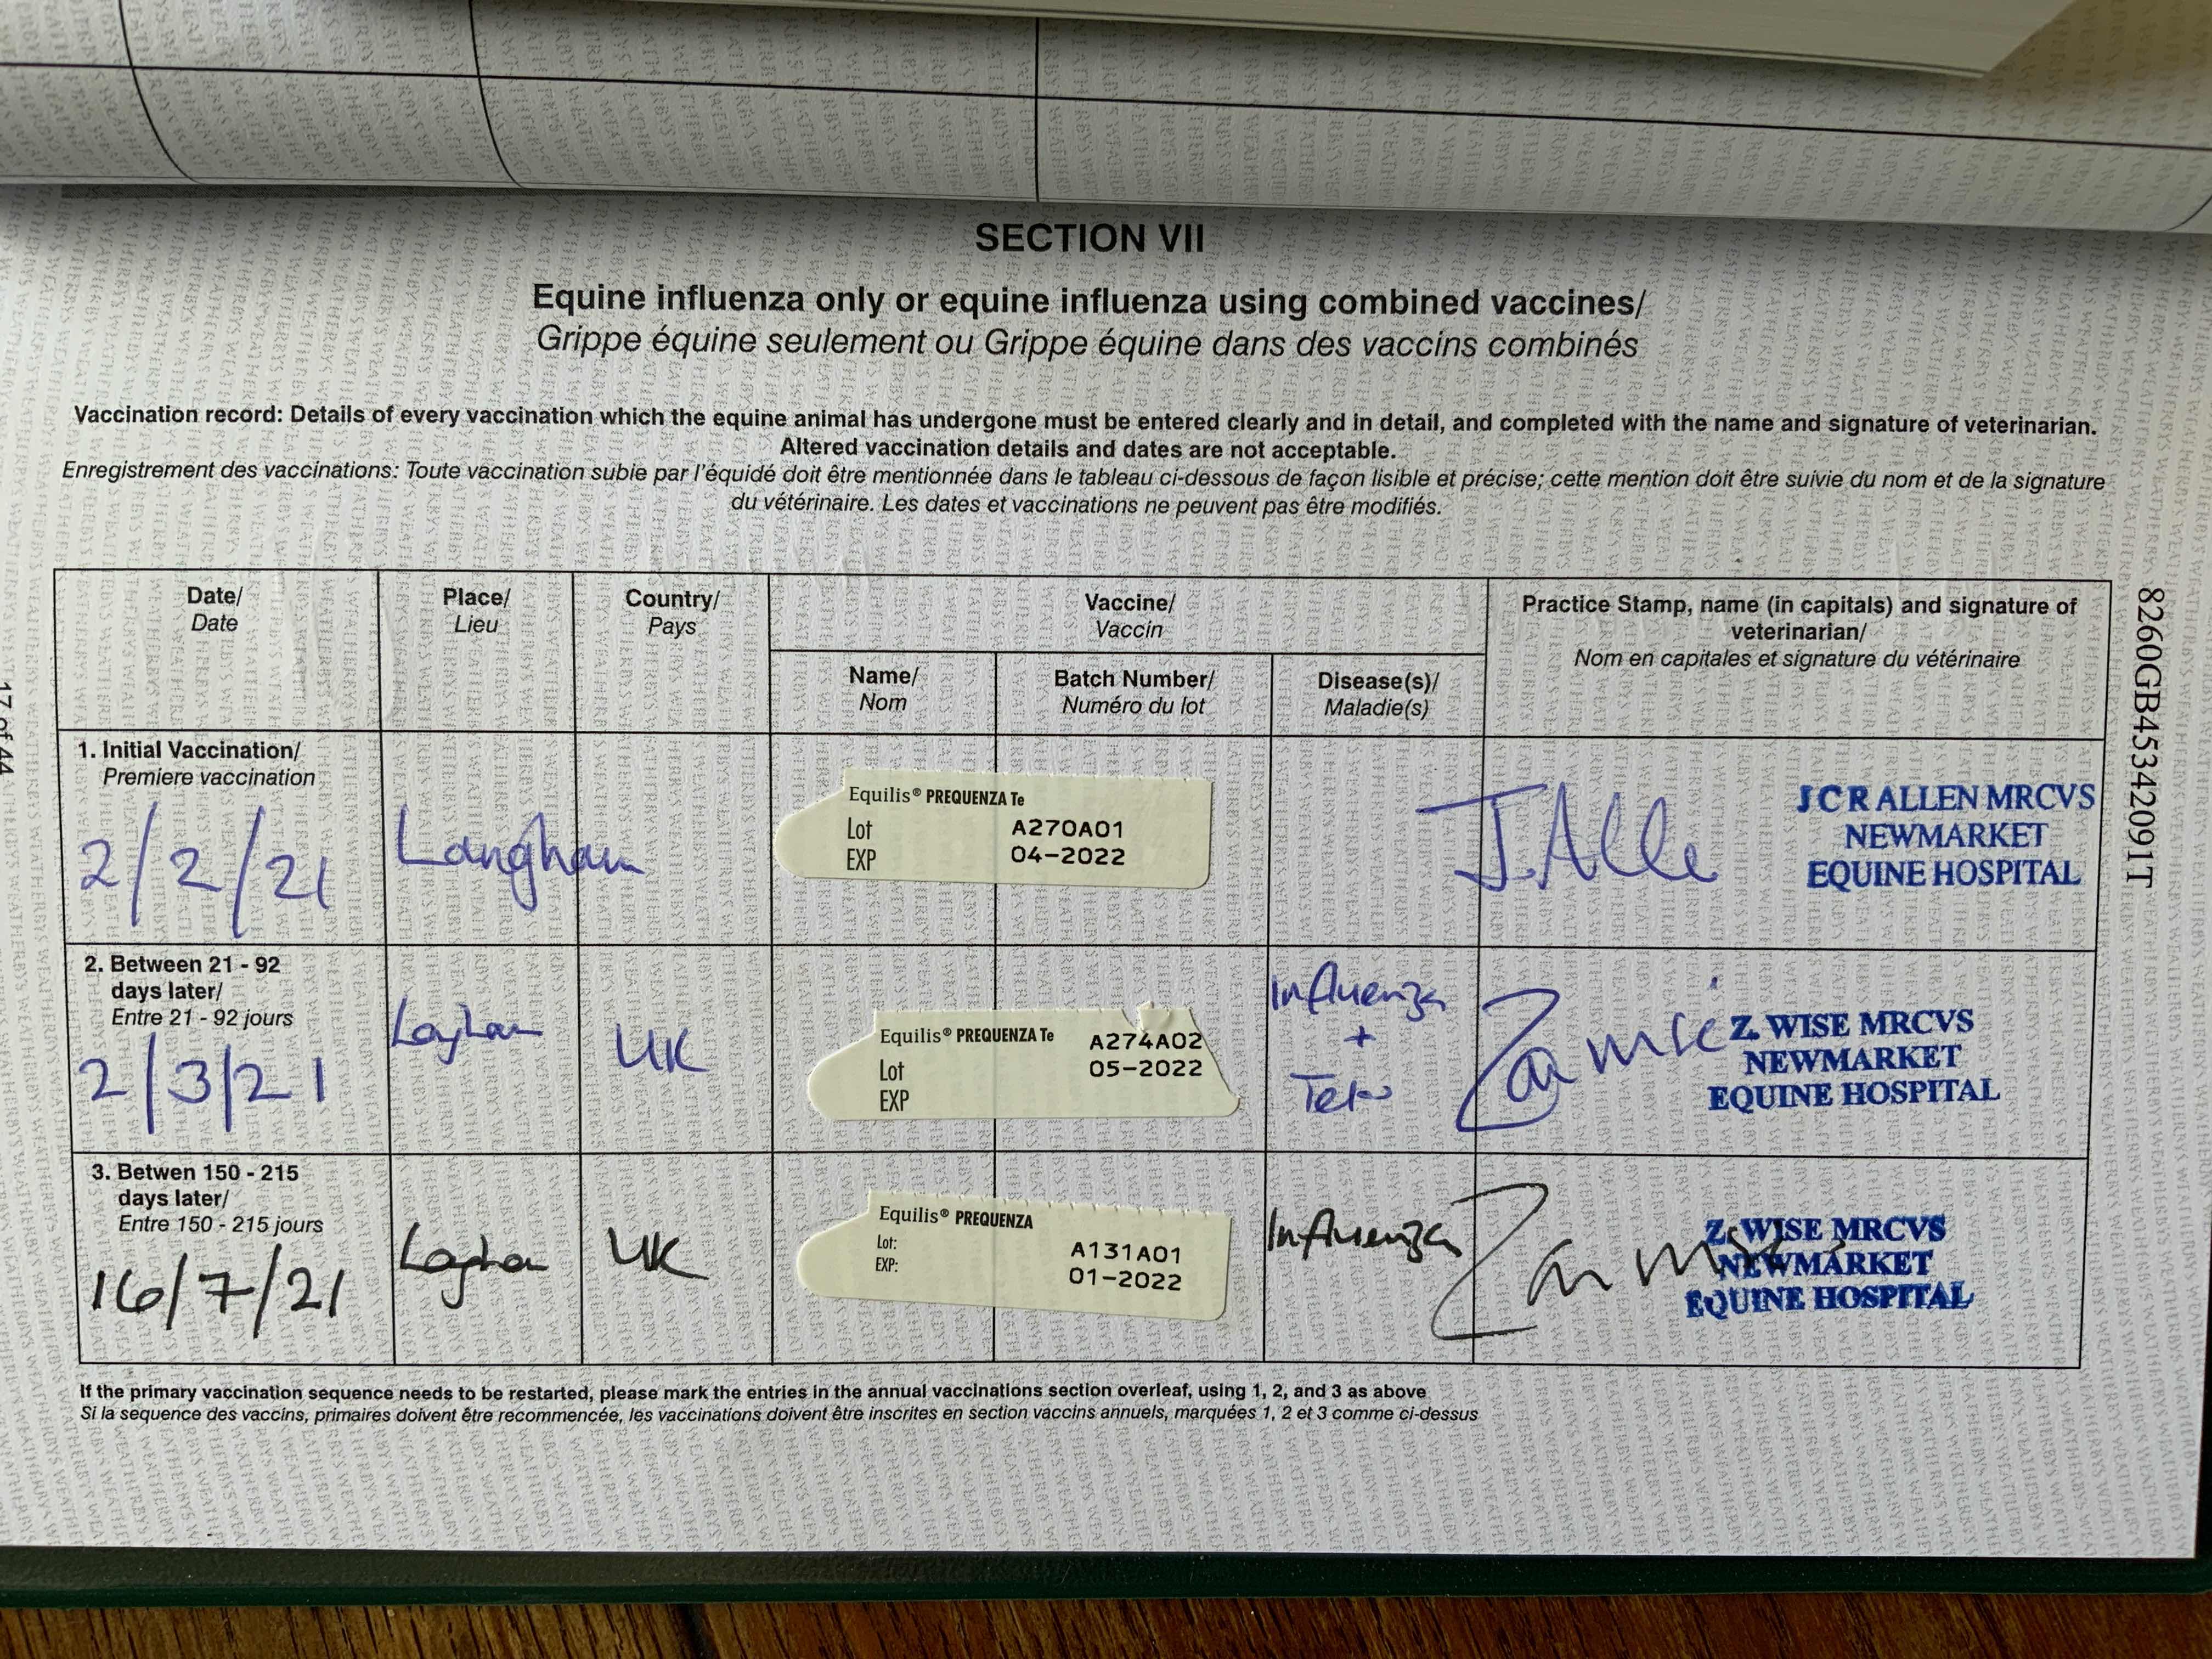 SECTION VII
Equine influenza only or equine influenza using combined vaccines/
Grippe équine seulement ou Grippe équine dans des vaccins combinés
Vaccination record: Details of every vaccination which the equine animal has undergone must be entered clearly and in detail, and completed with the name and signature of veterinarian.
Altered vaccination details and dates are not acceptable.
Enregistrement des vaccinations: Toute vaccination subie par l'équidé doit être mentionnée dans le tableau ci-dessous de façon lisible et précise; cette mention doit être suivie du nom et de la signature
du vétérinaire. Les dates et vaccinations ne peuvent pas être modifiés.
Date/
Date
Place/
Lieu
Country/
Pays
Vaccine/
Vaccin
Practice Stamp, name (in capitals) and signature of
veterinarian/
Nom en capitales et signature du vétérinaire
Name/
Nom
Batch Number/
Numéro du lot
Disease(s)/
Maladie(s)
1. Initial Vaccination/
Premiere vaccination
2/2/21
Langham
Equilis® PREQUENZA Te
Lot A270A01
EXP 04-2022
J.Alle
JCR ALLEN MRCVS
NEWMARKET
EQUINE HOSPITAL
2. Between 21 - 92
days later/
Entre 21 - 92 jours
2/3/21
Langham
UK
Equilis® PREQUENZA Te A274A02
Lot 05-2022
EXP
Influenza
+
Z. WISE MRCVS
NEWMARKET
EQUINE HOSPITAL
3. Betwen 150 - 215
days later/
Entre 150 - 215 jours
16/7/21
UK
Equilis® PREQUENZA
Lot: A131A01
EXP: 01-2022
Influenza
Z. WISE MRCVS
NEWMARKET
EQUINE HOSPITAL
If the primary vaccination sequence needs to be restarted, please mark the entries in the annual vaccinations section overleaf, using 1, 2, and 3 as above
Si la sequence des vaccins, primaires doivent être recommencée, les vaccinations doivent être inscrites en section vaccins annuels, marquées 1, 2 et 3 comme ci-dessus
8260GB45342091T
17 of 44